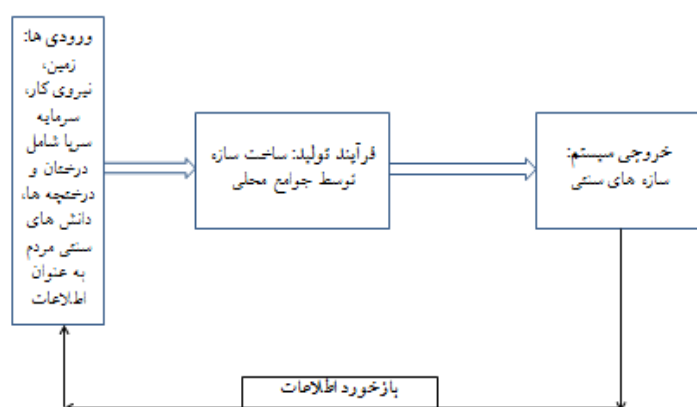 ورودی ها:
زمین،
نیروی کار،
سرمایه
سرپا شامل
درختان و
درختچه ها،
دانش های
سنتی مردم
به عنوان
اطلاعات
فرآیند تولید: ساخت سازه
توسط جوامع محلی
خروجی سیستم:
سازه های سنتی
بازخورد اطلاعات